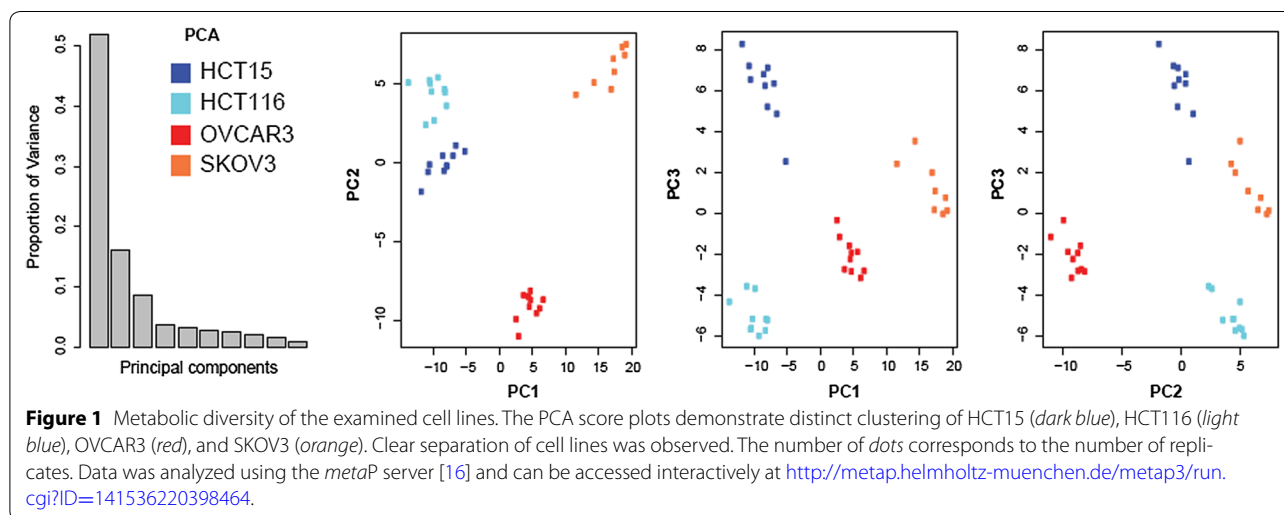 PCA
HCT15
HCT116
OVCAR3
SKOV3
Proportion of Variance
0.0 0.1 0.2 0.3 0.4 0.5
Principal components
PC2
5
0
−5
−10
−10 −5 0 5 10 15 20
PC1
PC3
8
6
4
2
0
−2
−4
−6
−10 −5 0 5 10 15 20
PC1
PC3
8
6
4
2
0
−2
−4
−6
−10 −5 0 5
PC2
Figure 1 Metabolic diversity of the examined cell lines. The PCA score plots demonstrate distinct clustering of HCT15 (dark blue), HCT116 (light
blue), OVCAR3 (red), and SKOV3 (orange). Clear separation of cell lines was observed. The number of dots corresponds to the number of repli-
cates. Data was analyzed using the metaP server [16] and can be accessed interactively at http://metap.helmholtz-muenchen.de/metap3/run.
cgi?ID=141536220398464.